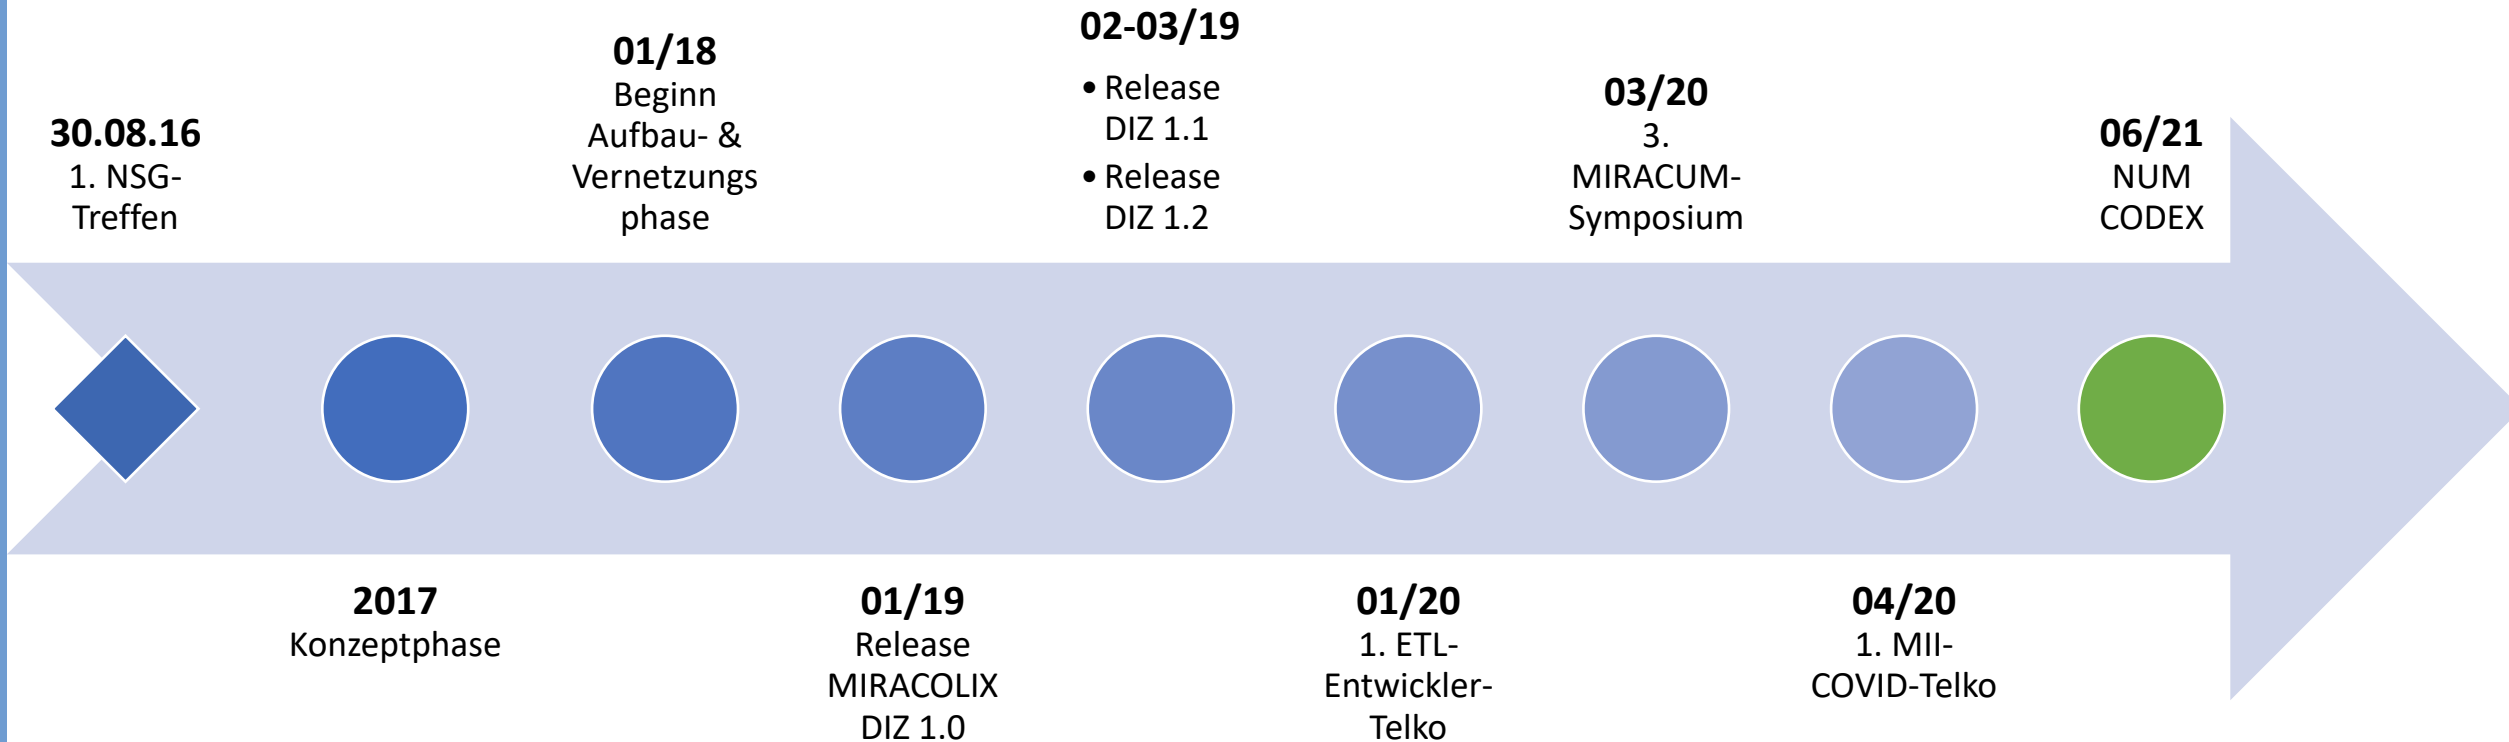 30.08.16
1. NSG-
Treffen
2017
Konzeptphase
01/18
Beginn
Aufbau- &
Vernetzungs
phase
01/19
Release
MIRACOLIX
DIZ 1.0
02-03/19
• Release
DIZ 1.1
• Release
DIZ 1.2
01/20
1. ETL-
Entwickler-
Telko
03/20
3.
MIRACUM-
Symposium
04/20
1. MII-
COVID-Telko
06/21
NUM
CODEX